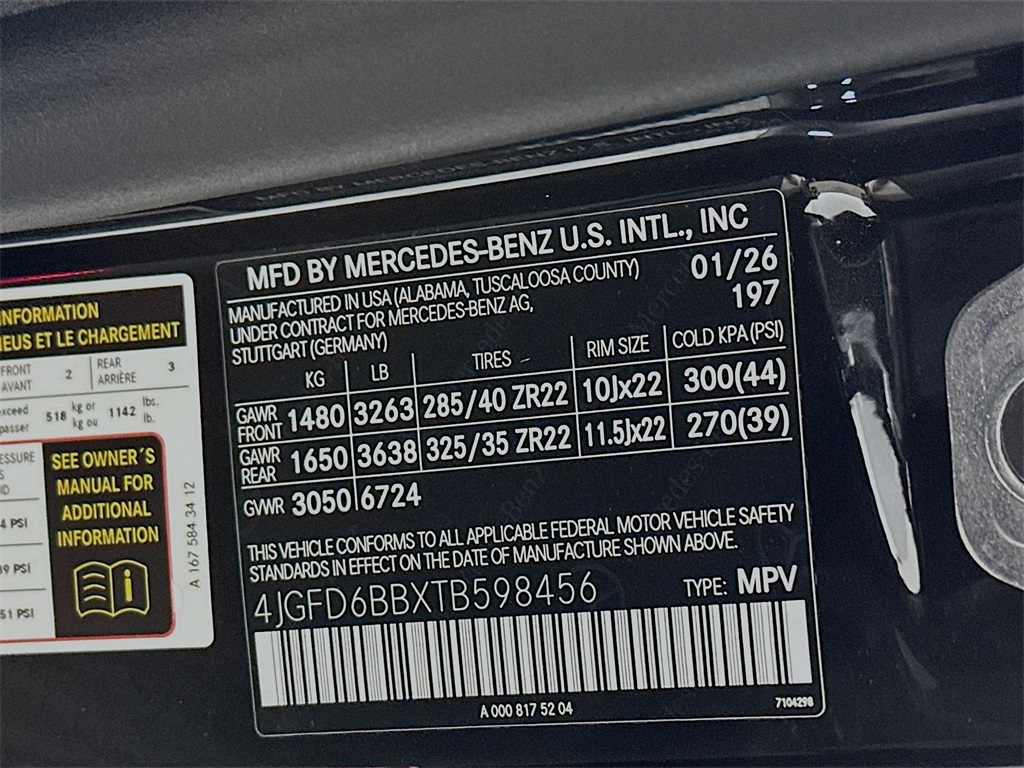 MFD BY MERCEDES-BENZ U.S. INTL., INC
MANUFACTURED IN USA (ALABAMA, TUSCALOOSA COUNTY)
UNDER CONTRACT FOR MERCEDES-BENZ AG,
STUTTGART (GERMANY)
01/26
197
KG LB TIRES RIM SIZE COLD KPA (PSI)
GAWR FRONT 1480 3263 285/40 ZR22 10Jx22 300(44)
GAWR REAR 1650 3638 325/35 ZR22 11.5Jx22 270(39)
GVWR 3050 6724
THIS VEHICLE CONFORMS TO ALL APPLICABLE FEDERAL MOTOR VEHICLE SAFETY
STANDARDS IN EFFECT ON THE DATE OF MANUFACTURE SHOWN ABOVE.
4JGFD6BBXTB598456 TYPE: MPV
A 000 817 52 04
7104298
INFORMATION
NEUS ET LE CHARGEMENT
FRONT AVANT 2 REAR ARRIÈRE 3
518 kg or kg ou 1142 lbs. lb.
SEE OWNER´S
MANUAL FOR
ADDITIONAL
INFORMATION
4 PSI
39 PSI
51 PSI
A 167 584 34 12